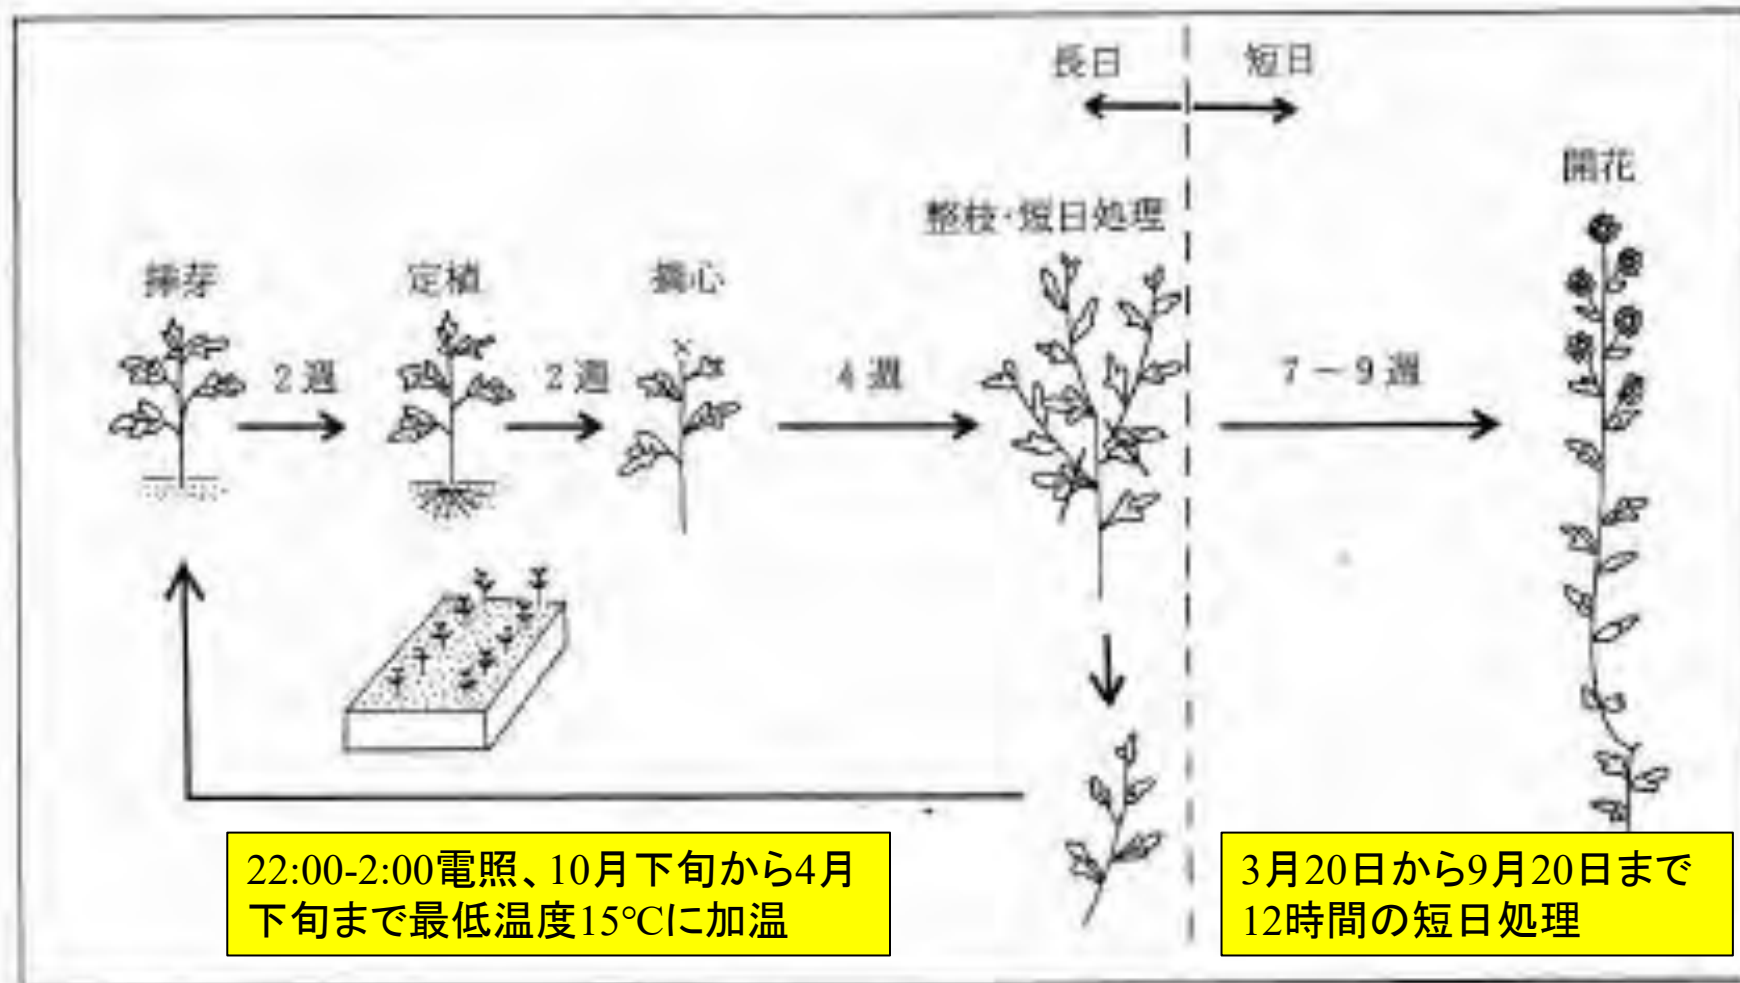 長日
短日
開花
整枝・短日処理
挿芽
定植
摘心
2週
2週
4週
7−9週
22:00-2:00電照、10月下旬から4月
下旬まで最低温度15℃に加温
3月20日から9月20日まで
12時間の短日処理